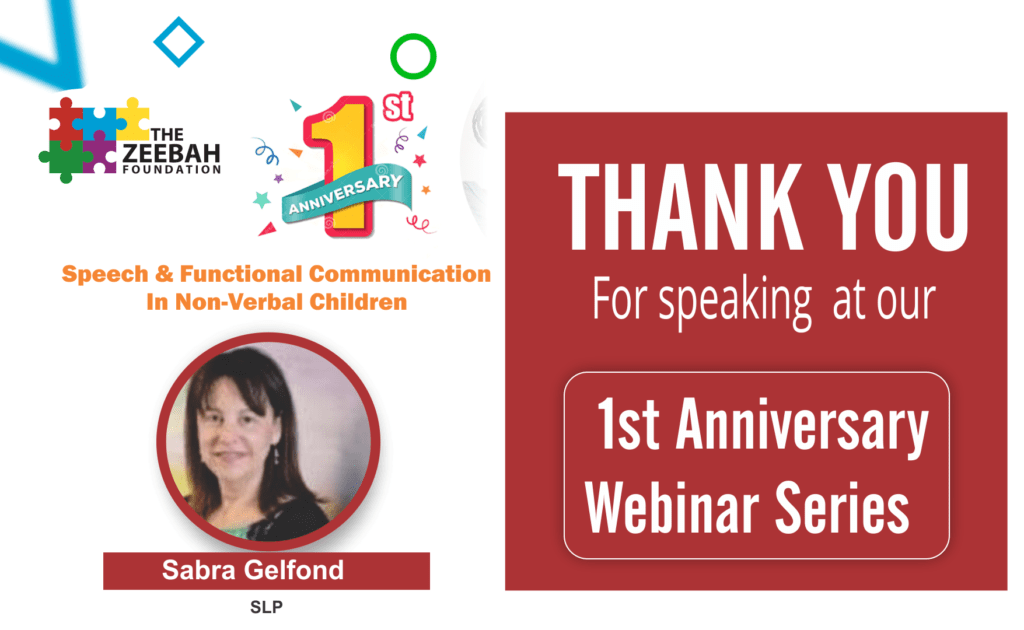 THE
ZEEBAH
FOUNDATION
1st
ANNIVERSARY
Speech & Functional Communication
In Non-Verbal Children
Sabra Gelfond
SLP
THANK YOU
For speaking at our
1st Anniversary
Webinar Series